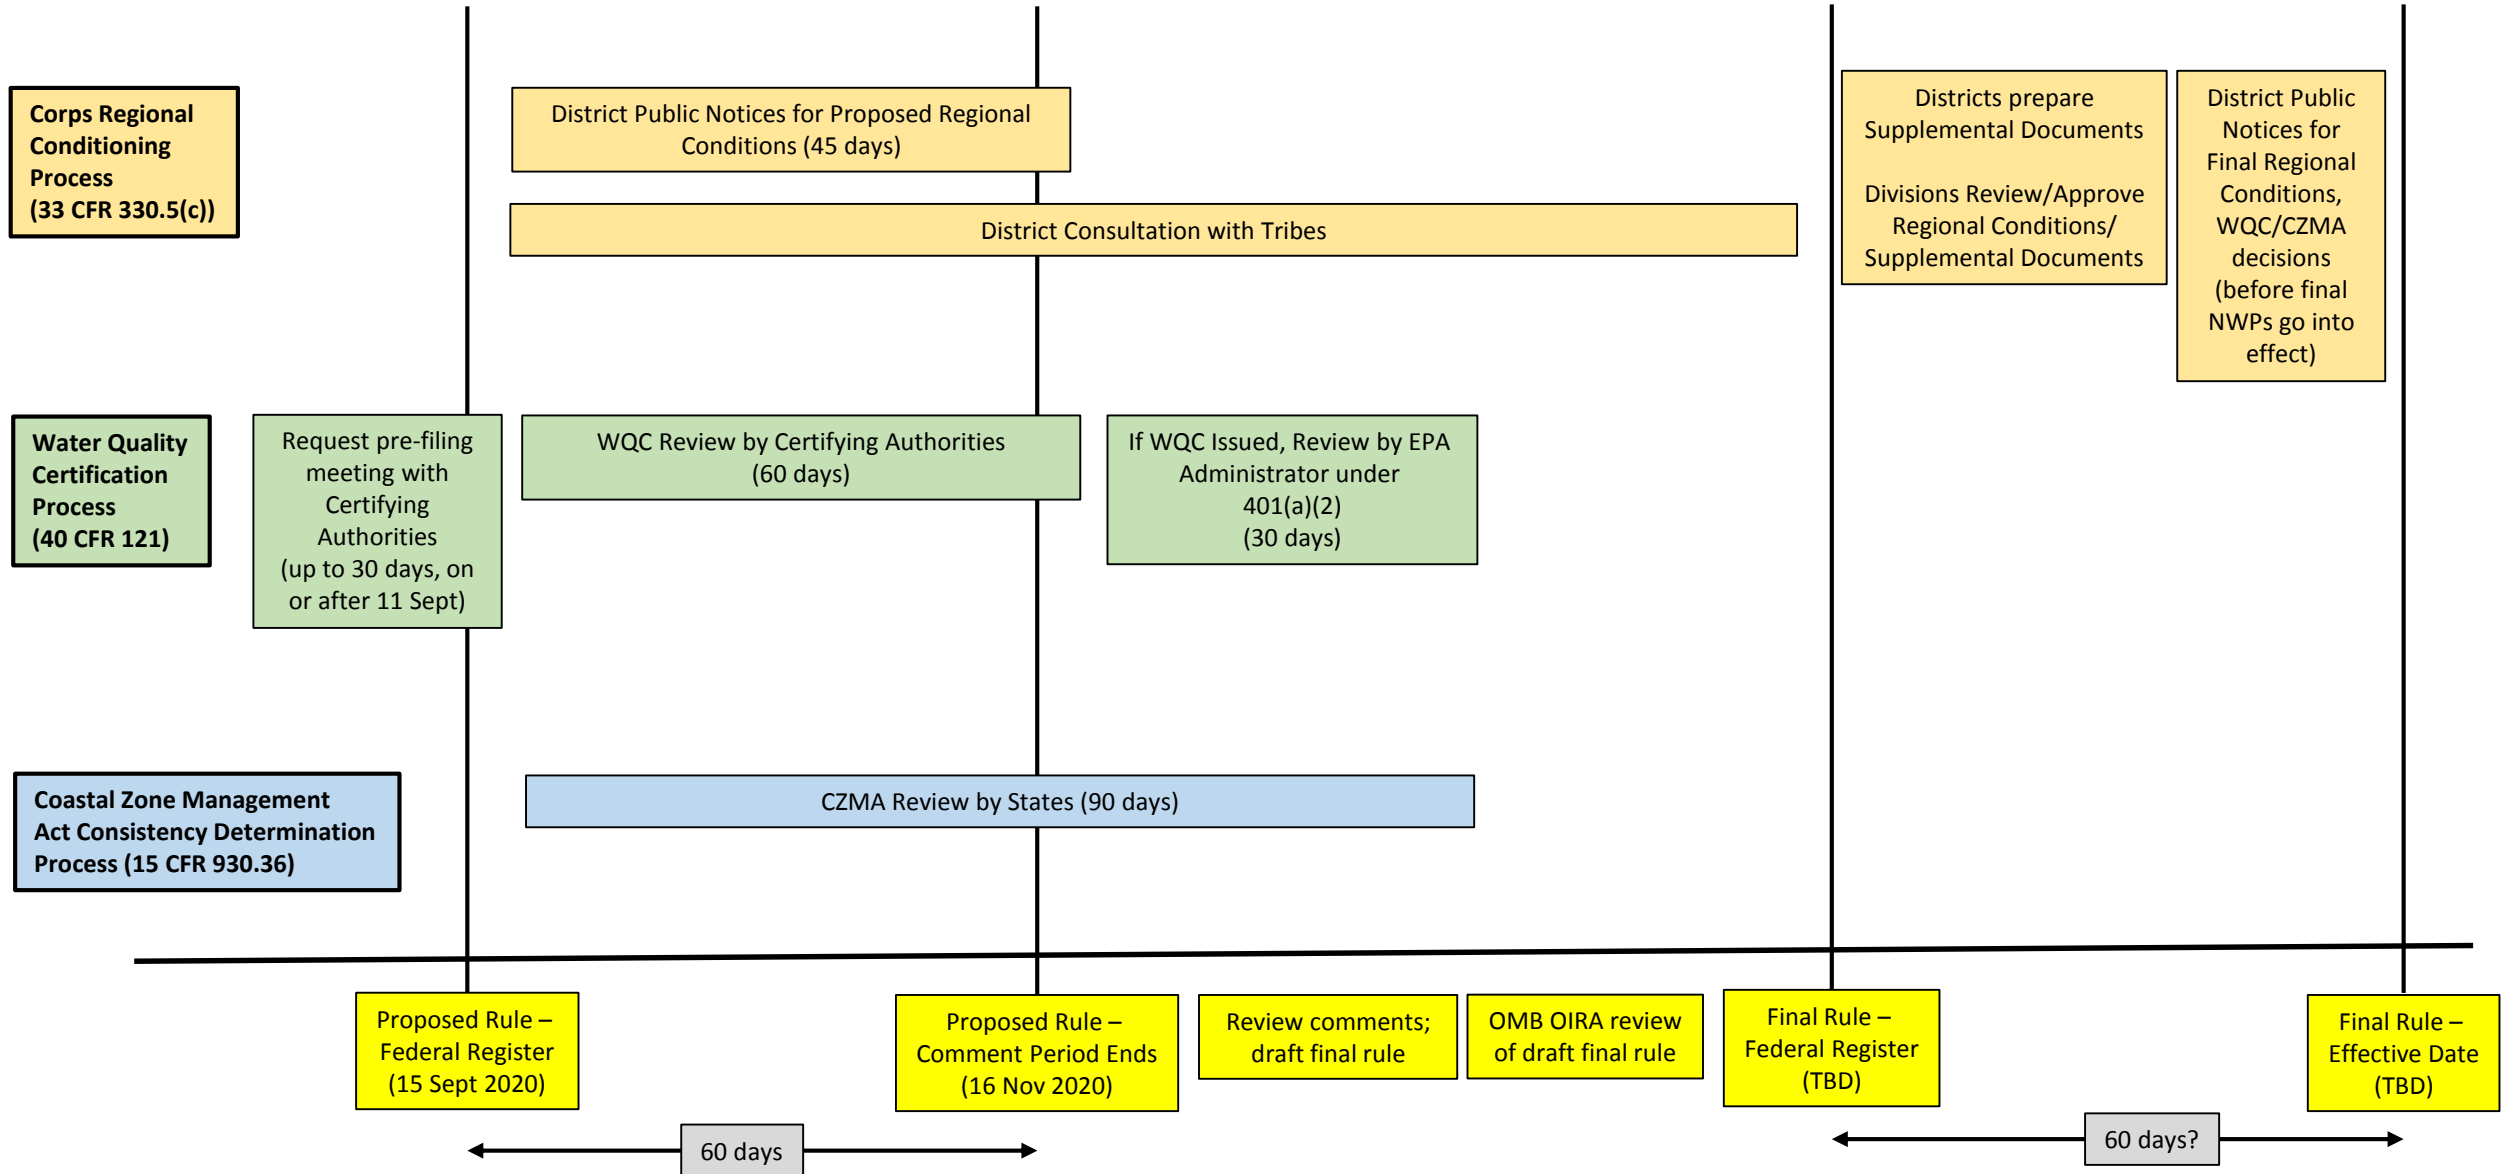 Corps Regional
Conditioning
Process
(33 CFR 330.5(c))
District Public Notices for Proposed Regional
Conditions (45 days)
District Consultation with Tribes
Districts prepare
Supplemental Documents
Divisions Review/Approve
Regional Conditions/
Supplemental Documents
District Public
Notices for
Final Regional
Conditions,
WQC/CZMA
decisions
(before final
NWPs go into
effect)
Water Quality
Certification
Process
(40 CFR 121)
Request pre-filing
meeting with
Certifying
Authorities
(up to 30 days, on
or after 11 Sept)
WQC Review by Certifying Authorities
(60 days)
If WQC Issued, Review by EPA
Administrator under
401(a)(2)
(30 days)
Coastal Zone Management
Act Consistency Determination
Process (15 CFR 930.36)
CZMA Review by States (90 days)
Proposed Rule –
Federal Register
(15 Sept 2020)
Proposed Rule –
Comment Period Ends
(16 Nov 2020)
Review comments;
draft final rule
OMB OIRA review
of draft final rule
Final Rule –
Federal Register
(TBD)
Final Rule –
Effective Date
(TBD)
60 days
60 days?